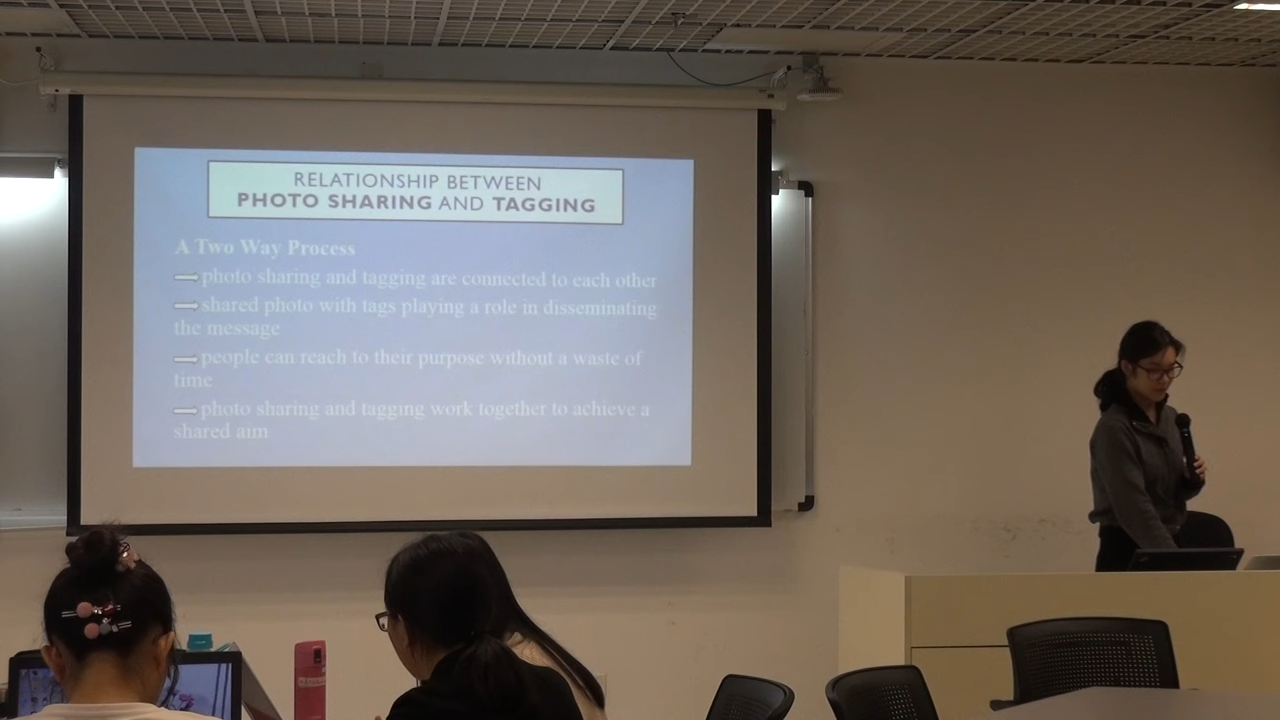 RELATIONSHIP BETWEEN
PHOTO SHARING AND TAGGING
A Two Way Process
photo sharing and tagging are connected to each other
shared photo with tags playing a role in disseminating
the message
people can reach to their purpose without a waste of
time
photo sharing and tagging work together to achieve a
shared aim